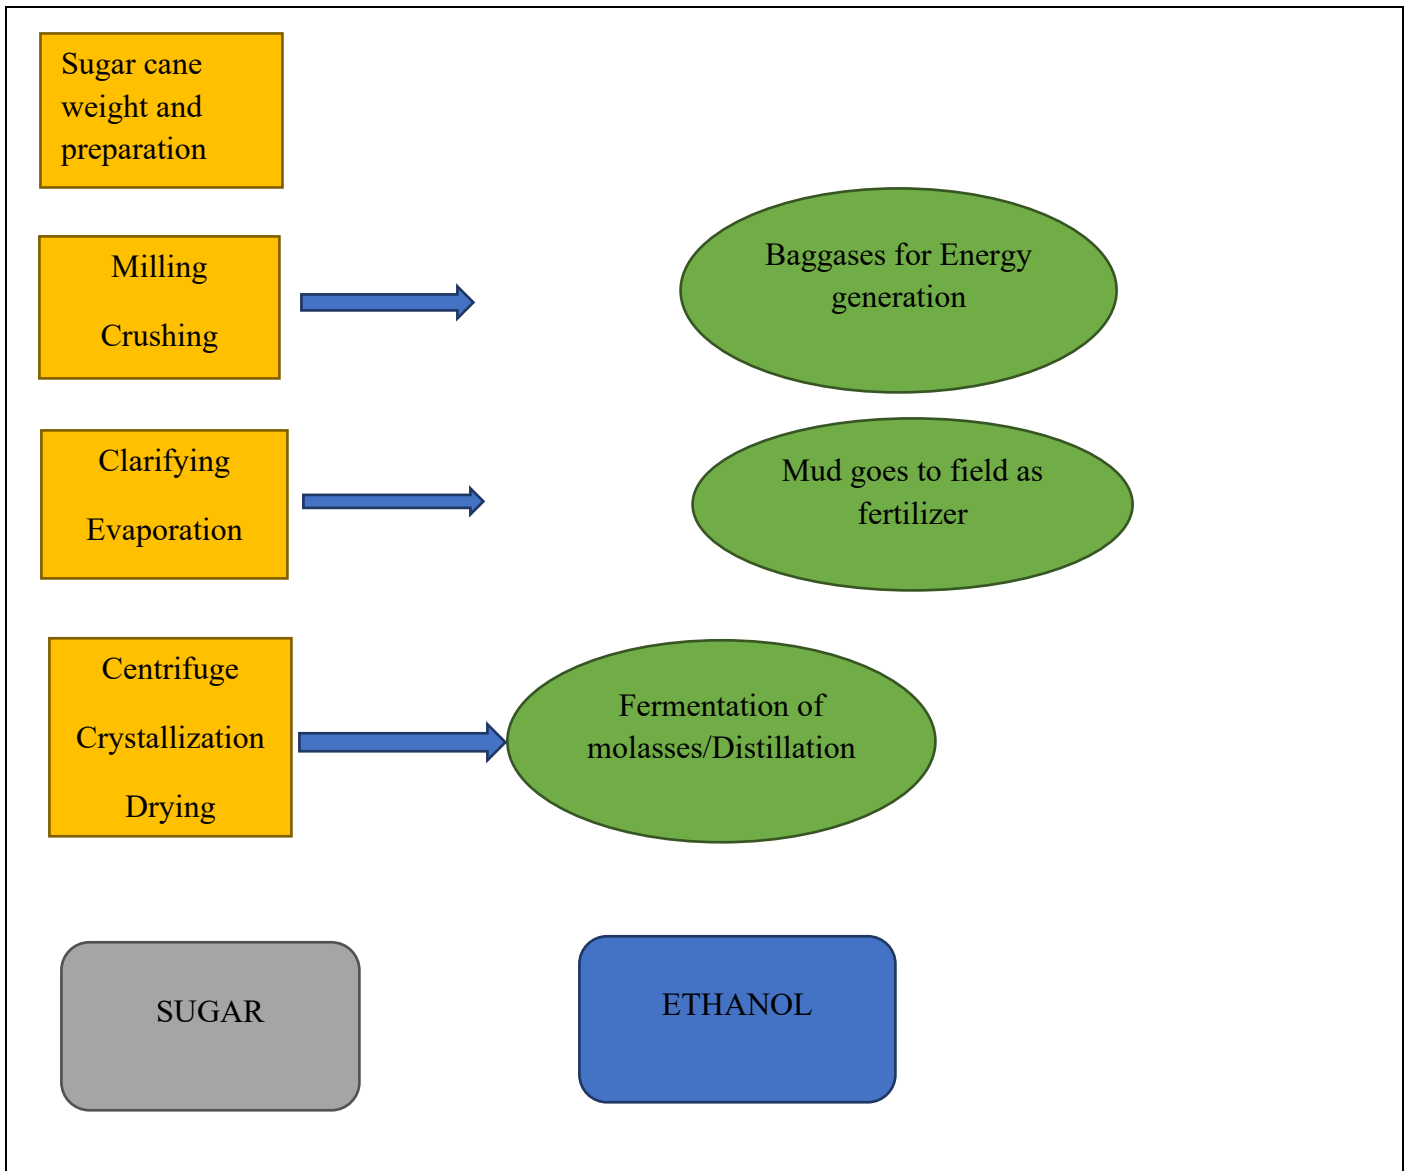 Sugar cane
weight and
preparation
Milling
Crushing
Baggases for Energy
generation
Clarifying
Evaporation
Mud goes to field as
fertilizer
Centrifuge
Crystallization
Drying
Fermentation of
molasses/Distillation
SUGAR
ETHANOL